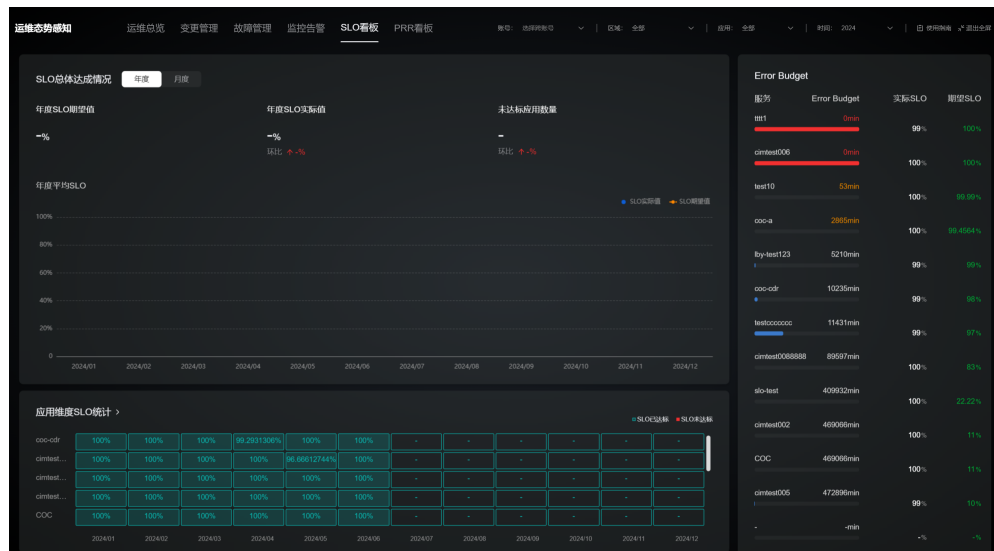 运维态势感知 运维总览 变更管理 故障管理 监控告警 SLO看板 PRR看板 账号: 选择跨账号 区域: 全部 应用: 全部 时间: 2024 使用指南 退出全屏
SLO总体达成情况 年度 月度
年度SLO期望值 年度SLO实际值 未达标应用数量
-% -% -
环比 ↑ -% 环比 ↑ -%
年度平均SLO
SLO实际值 SLO期望值
100%
80%
60%
40%
20%
0
2024/01 2024/02 2024/03 2024/04 2024/05 2024/06 2024/07 2024/08 2024/09 2024/10 2024/11 2024/12
应用维度SLO统计 >
SLO已达标 SLO未达标
coc-cdr 100% 100% 100% 99.2931306% 100% 100% - - - - - -
cimtest... 100% 100% 100% 100% 96.66612744% 100% - - - - - -
cimtest... 100% 100% 100% 100% 100% 100% - - - - - -
cimtest... 100% 100% 100% 100% 100% 100% - - - - - -
COC 100% 100% 100% 100% 100% 100% - - - - - -
2024/01 2024/02 2024/03 2024/04 2024/05 2024/06 2024/07 2024/08 2024/09 2024/10 2024/11 2024/12
Error Budget
服务 Error Budget 实际SLO 期望SLO
tttt1 0min
99% 100%
cimtest006 0min
100% 100%
test10 53min
100% 99.99%
coc-a 2865min
100% 99.4564%
lby-test123 5210min
99% 99%
coc-cdr 10235min
99% 98%
testccccccc 11431min
99% 97%
cimtest0088888 89597min
100% 83%
slo-test 409932min
100% 22.22%
cimtest002 469066min
100% 11%
COC 469066min
100% 11%
cimtest005 472896min
99% 10%
- -min
-% -%